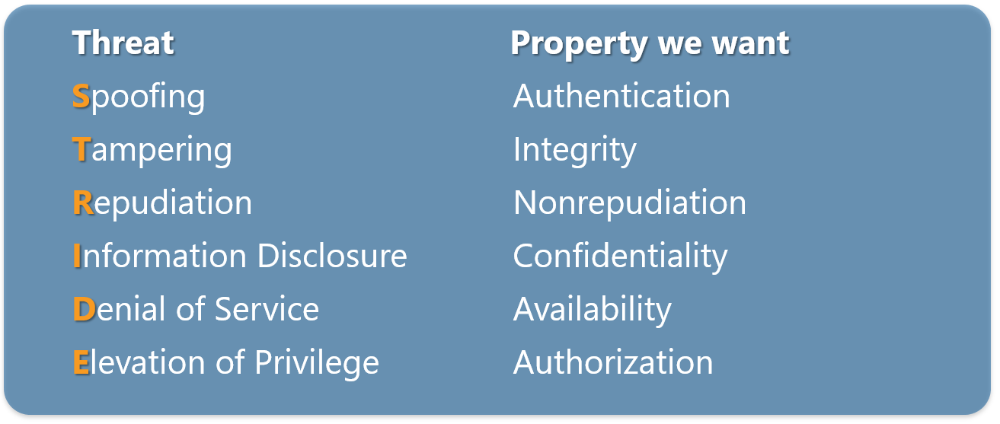 Threat Property we want
Spoofing Authentication
Tampering Integrity
Repudiation Nonrepudiation
Information Disclosure Confidentiality
Denial of Service Availability
Elevation of Privilege Authorization